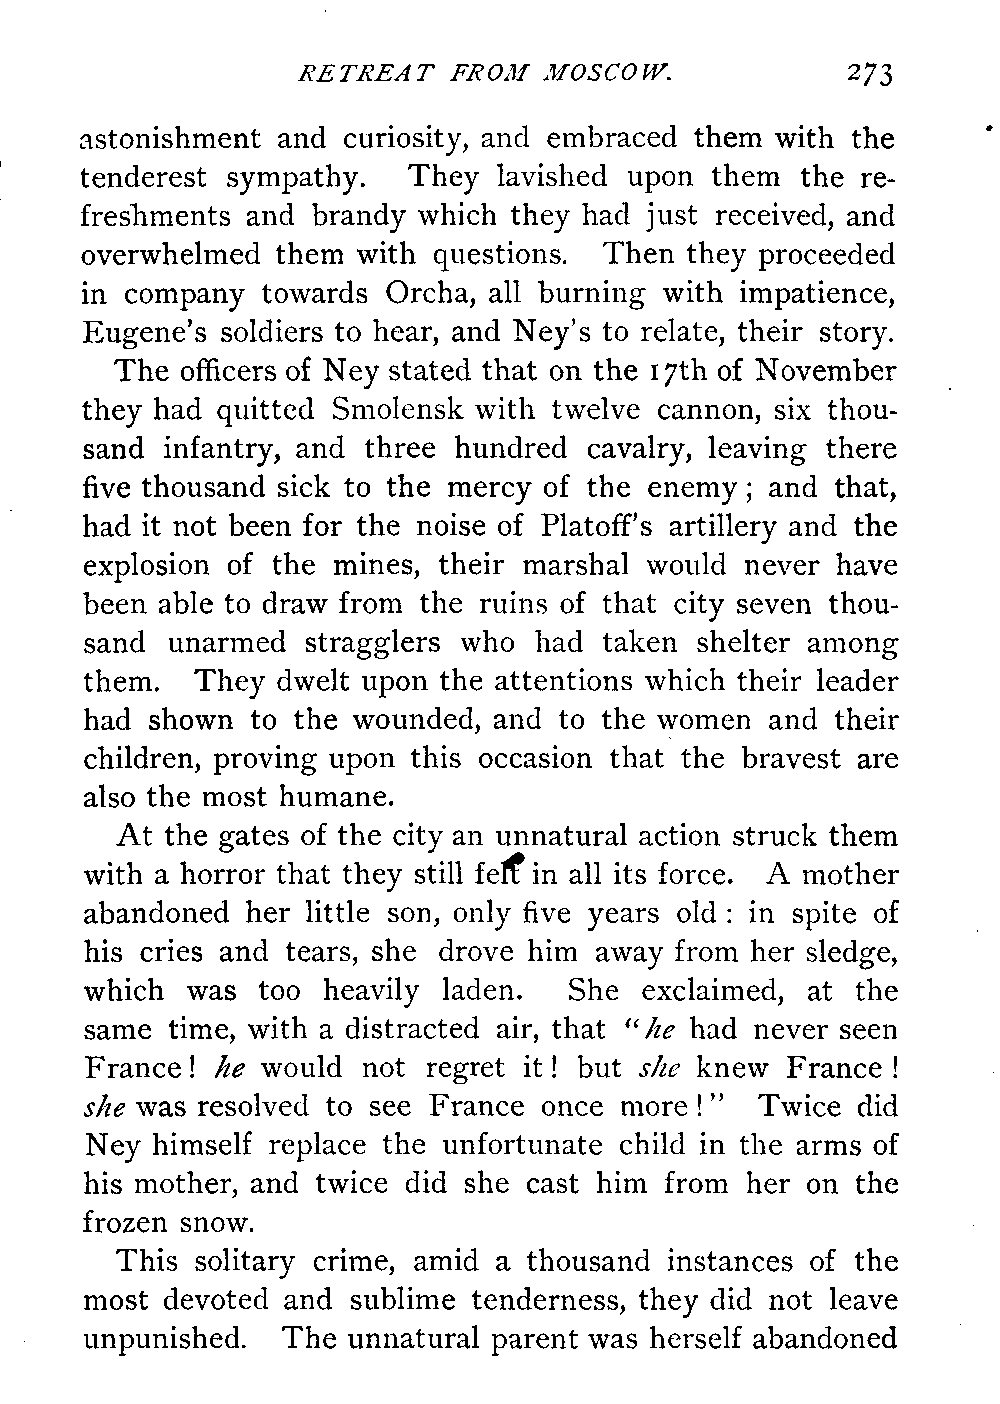 RETREAT FROM MOSCOW. 273
astonishment and curiosity, and embraced them with the
tenderest sympathy. They lavished upon them the re-
freshments and brandy which they had just received, and
overwhelmed them with questions. Then they proceeded
in company towards Orcha, all burning with impatience,
Eugene's soldiers to hear, and Ney's to relate, their story.
The officers of Ney stated that on the 17th of November
they had quitted Smolensk with twelve cannon, six thou-
sand infantry, and three hundred cavalry, leaving there
five thousand sick to the mercy of the enemy; and that,
had it not been for the noise of Platoff's artillery and the
explosion of the mines, their marshal would never have
been able to draw from the ruins of that city seven thou-
sand unarmed stragglers who had taken shelter among
them. They dwelt upon the attentions which their leader
had shown to the wounded, and to the women and their
children, proving upon this occasion that the bravest are
also the most humane.
At the gates of the city an unnatural action struck them
with a horror that they still felt in all its force. A mother
abandoned her little son, only five years old: in spite of
his cries and tears, she drove him away from her sledge,
which was too heavily laden. She exclaimed, at the
same time, with a distracted air, that "he had never seen
France! he would not regret it! but she knew France!
she was resolved to see France once more!" Twice did
Ney himself replace the unfortunate child in the arms of
his mother, and twice did she cast him from her on the
frozen snow.
This solitary crime, amid a thousand instances of the
most devoted and sublime tenderness, they did not leave
unpunished. The unnatural parent was herself abandoned